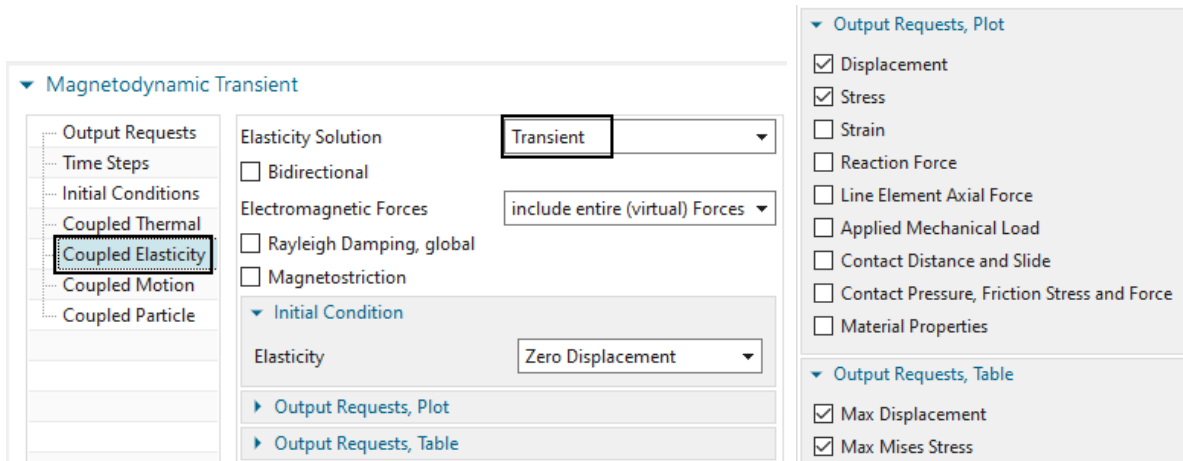 Magnetodynamic Transient
Output Requests
Time Steps
Initial Conditions
Coupled Thermal
Coupled Elasticity
Coupled Motion
Coupled Particle
Elasticity Solution Transient
Bidirectional
Electromagnetic Forces include entire (virtual) Forces
Rayleigh Damping, global
Magnetostriction
Initial Condition
Elasticity Zero Displacement
Output Requests, Plot
Output Requests, Table
Output Requests, Plot
Displacement
Stress
Strain
Reaction Force
Line Element Axial Force
Applied Mechanical Load
Contact Distance and Slide
Contact Pressure, Friction Stress and Force
Material Properties
Output Requests, Table
Max Displacement
Max Mises Stress